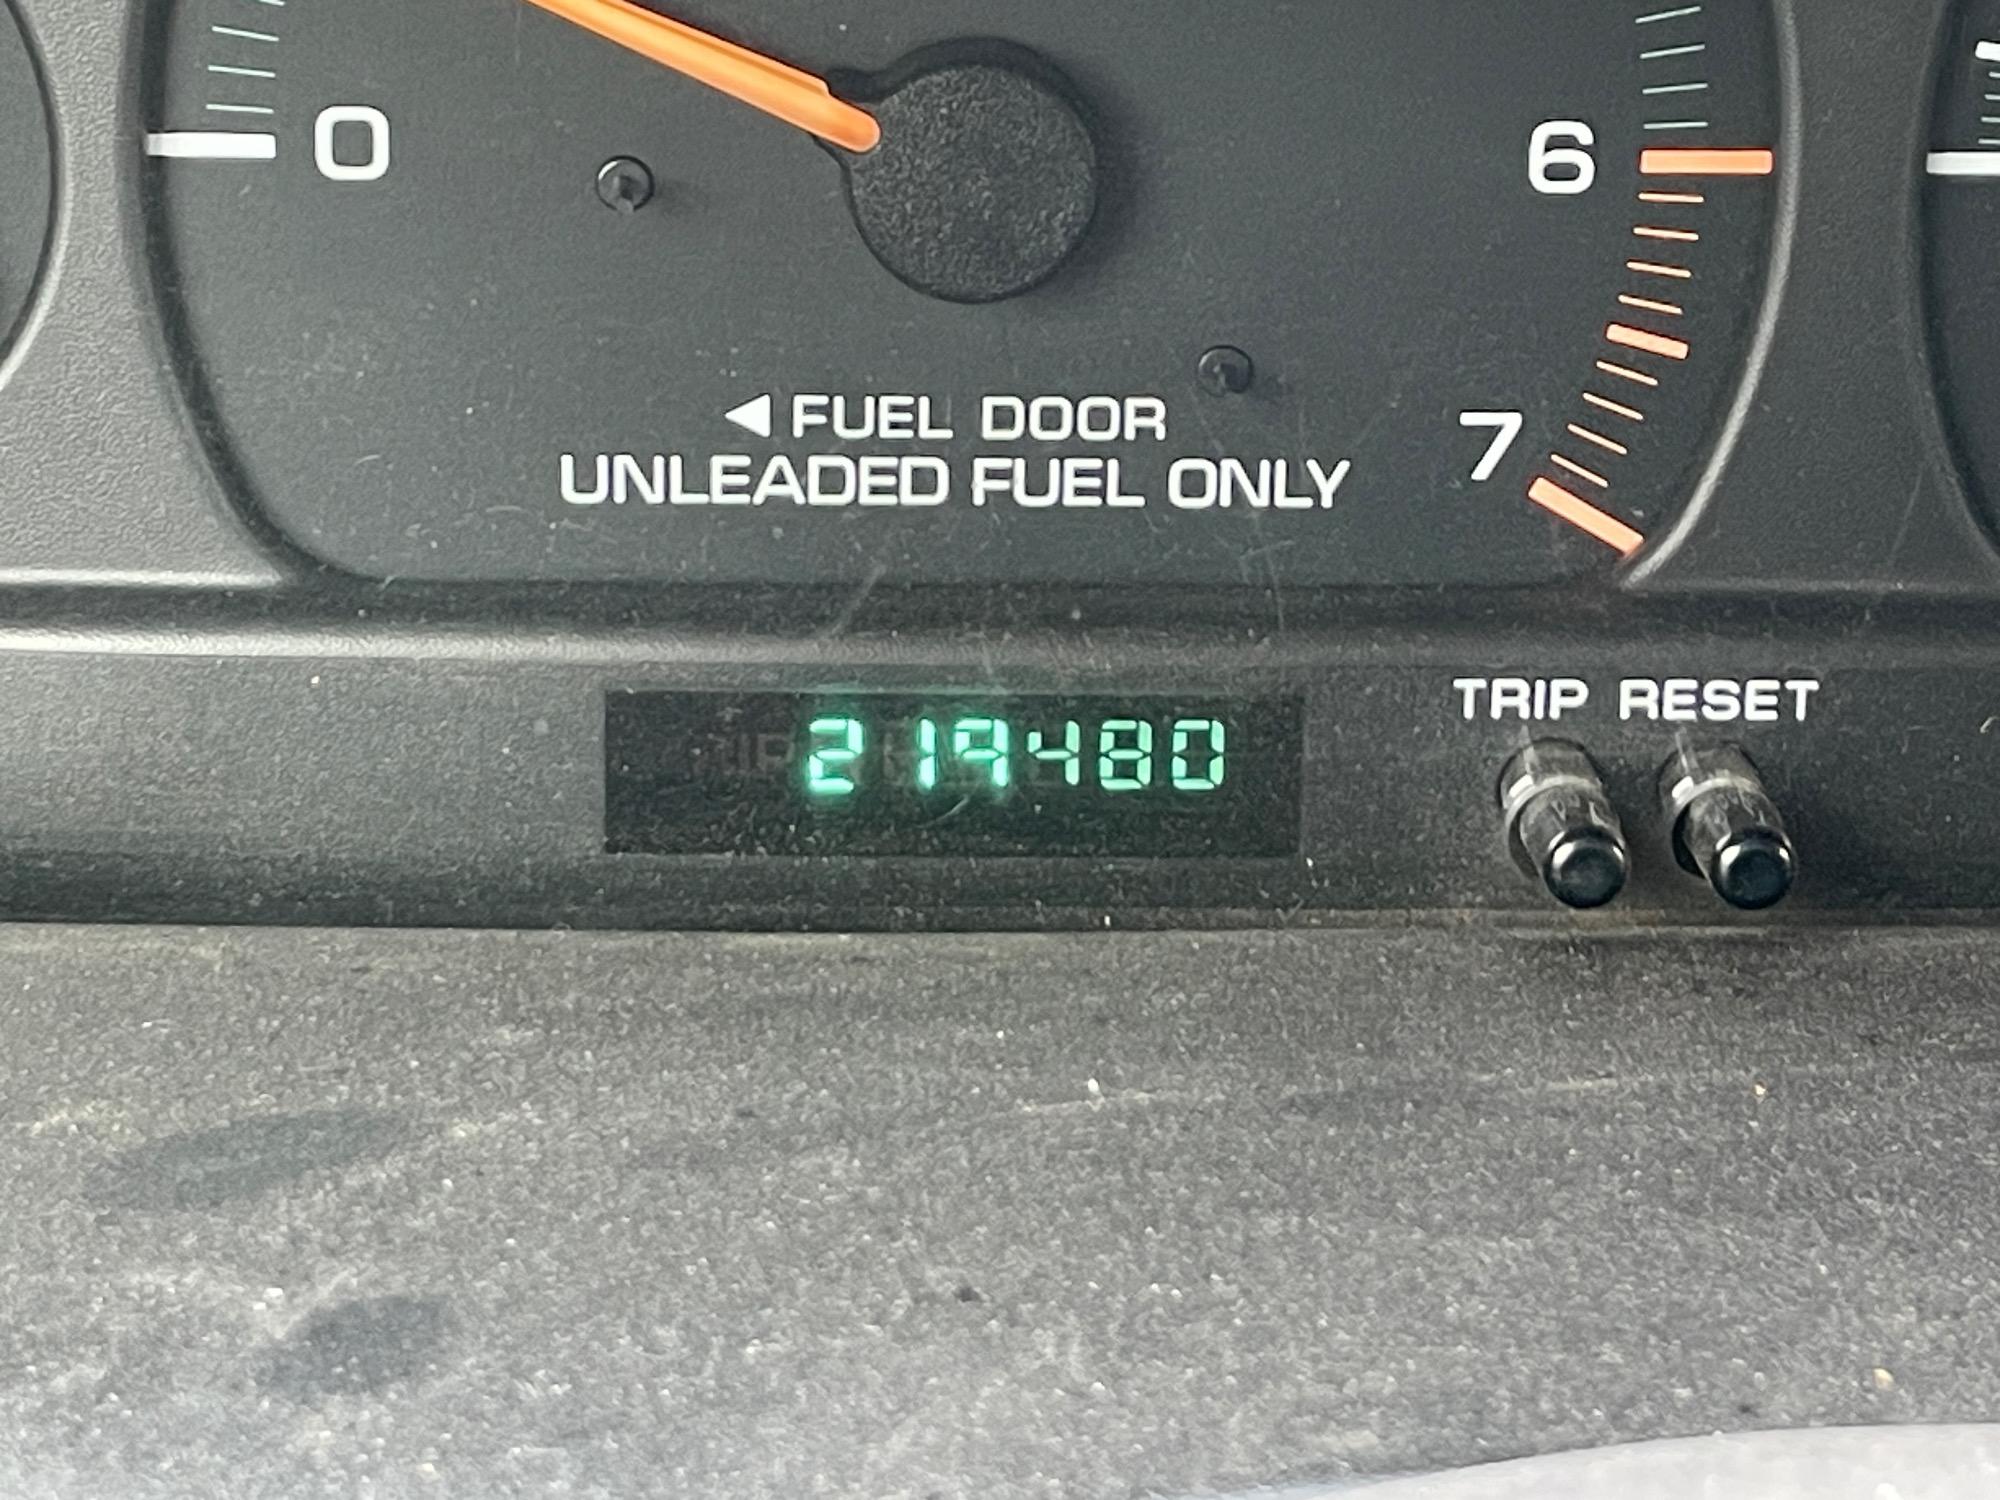 0
6
7
◀ FUEL DOOR
UNLEADED FUEL ONLY
TRIP RESET
219480